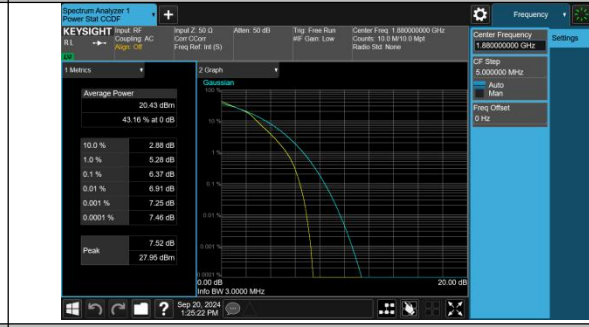 Spectrum Analyzer 1
Power Stat CCDF
Frequency
KEYSIGHT
Input: RF
Coupling: AC
Align: Off
Input Z: 50 Ω
Corr CCorr
Freq Ref: Int (S)
Atten: 50 dB
Trig: Free Run
#IF Gain: Low
Center Freq: 1.880000000 GHz
Counts: 10.0 M/10.0 Mpt
Radio Std: None
R L
Center Frequency
1.880000000 GHz
Settings
CF Step
5.000000 MHz
Auto
Man
Freq Offset
0 Hz
1 Metrics
Average Power
20.43 dBm
43.16 % at 0 dB
10.0 % 2.88 dB
1.0 % 5.28 dB
0.1 % 6.37 dB
0.01 % 6.91 dB
0.001 % 7.25 dB
0.0001 % 7.46 dB
Peak
7.52 dB
27.95 dBm
2 Graph
Gaussian
100 %
10 %
1 %
0.1 %
0.01 %
0.001 %
0.0001 %
0.00 dB
20.00 dB
Info BW 3.0000 MHz
Sep 20, 2024
1:25:22 PM